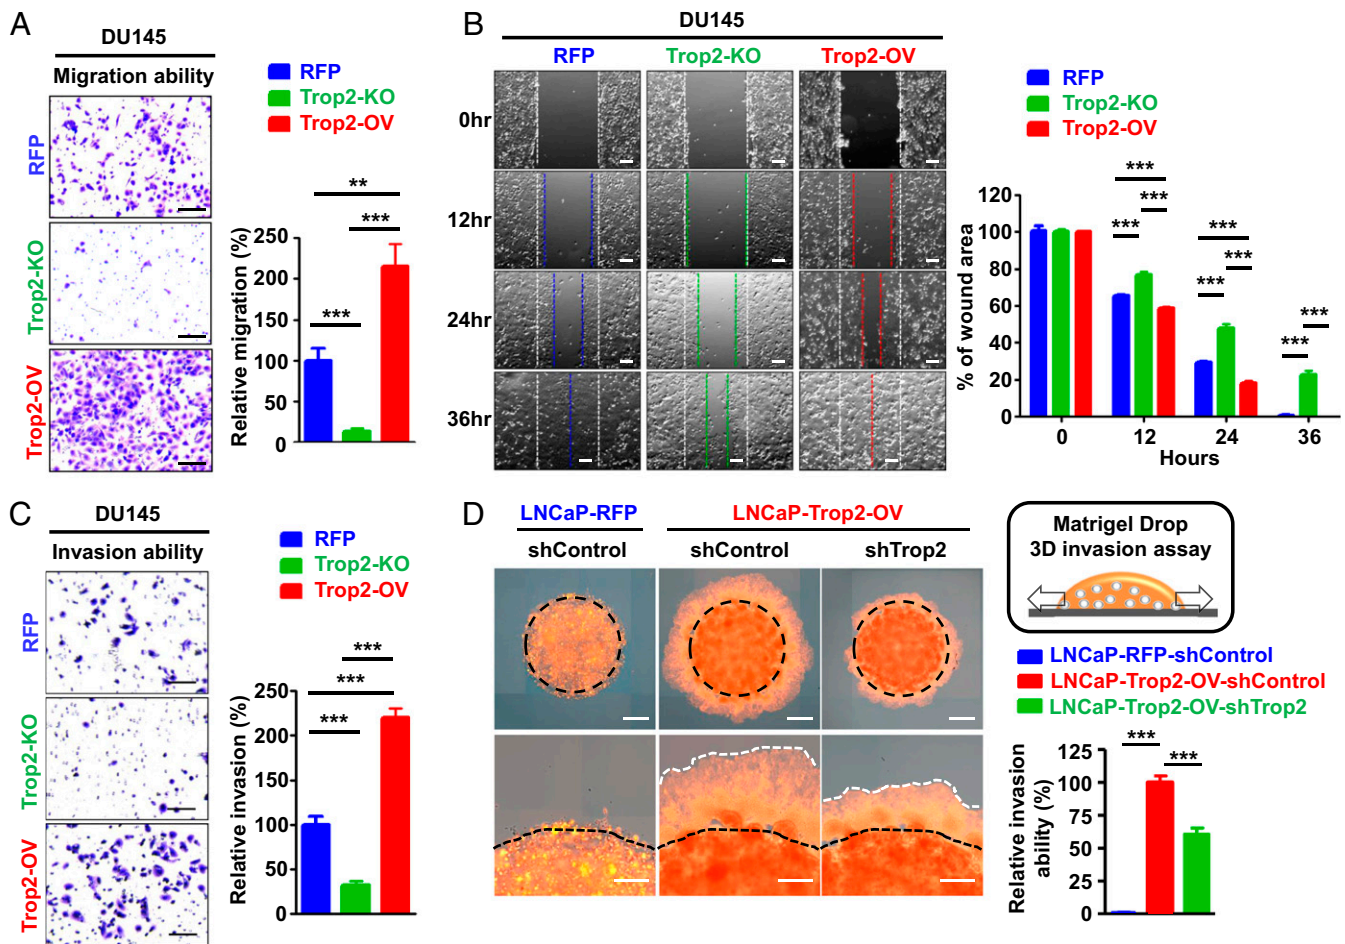 A
DU145
Migration ability
RFP
Trop2-KO
Trop2-OV
RFP
Trop2-KO
Trop2-OV
Relative migration (%)
250
200
150
100
50
0
**
***
***
B
DU145
RFP
Trop2-KO
Trop2-OV
0hr
12hr
24hr
36hr
RFP
Trop2-KO
Trop2-OV
% of wound area
120
100
80
60
40
20
0
***
***
***
***
***
***
***
***
0 12 24 36
Hours
C
DU145
Invasion ability
RFP
Trop2-KO
Trop2-OV
RFP
Trop2-KO
Trop2-OV
Relative invasion (%)
250
200
150
100
50
0
***
***
***
D
LNCaP-RFP
LNCaP-Trop2-OV
shControl
shControl
shTrop2
Matrigel Drop
3D invasion assay
LNCaP-RFP-shControl
LNCaP-Trop2-OV-shControl
LNCaP-Trop2-OV-shTrop2
Relative invasion
ability (%)
125
100
75
50
25
0
***
***